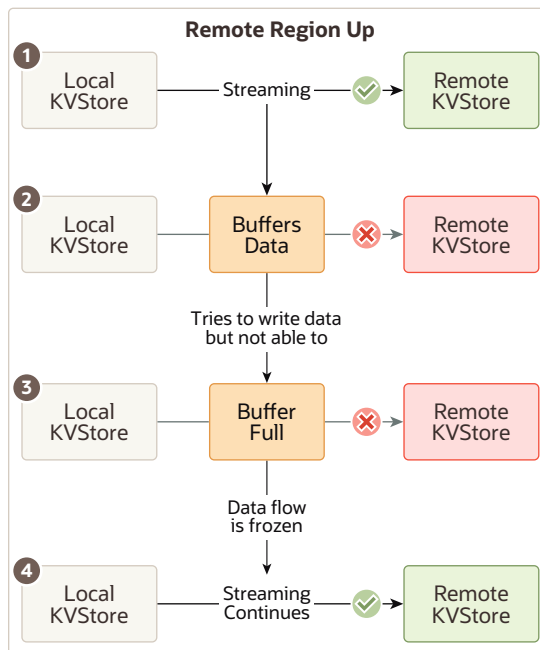 Remote Region Up
1
Local
KVStore
Streaming
Remote
KVStore
2
Local
KVStore
Buffers
Data
Remote
KVStore
Tries to write data
but not able to
3
Local
KVStore
Buffer
Full
Remote
KVStore
Data flow
is frozen
4
Local
KVStore
Streaming
Continues
Remote
KVStore